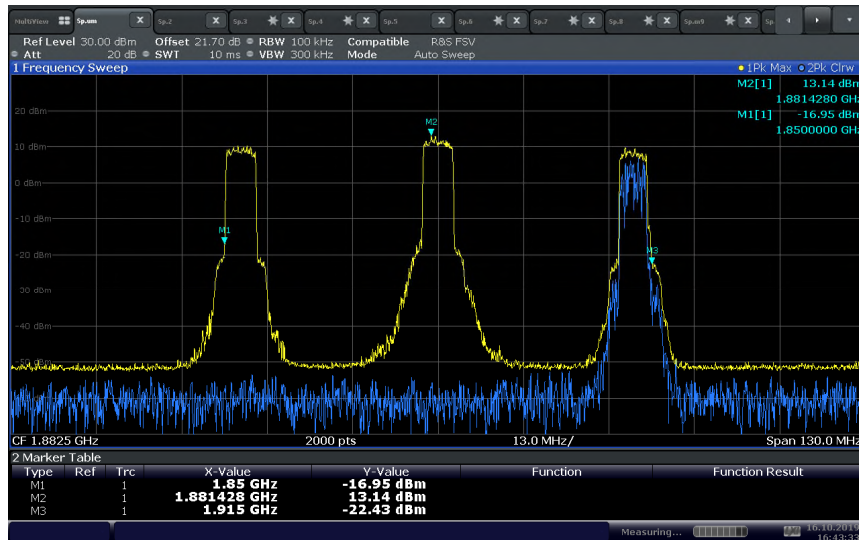 MultiView Sp.um X Sp.2 X Sp.3 X Sp.4 X Sp.5 X Sp.6 X Sp.7 X Sp.8 X Sp.m9 X Sp.
Ref Level 30.00 dBm Offset 21.70 dB RBW 100 kHz Compatible R&S FSV
Att 20 dB SWT 10 ms VBW 300 kHz Mode Auto Sweep
1 Frequency Sweep 1Pk Max 2Pk Clrw
M2[1] 13.14 dBm
1.8814280 GHz
M1[1] -16.95 dBm
1.8500000 GHz
20 dBm
M2
10 dBm
0 dBm
-10 dBm
M1
-20 dBm
M3
30 dBm
-40 dBm
-50 dBm
CF 1.8825 GHz 2000 pts 13.0 MHz/ Span 130.0 MHz
2 Marker Table
Type Ref Trc X-Value Y-Value Function Function Result
M1 1 1.85 GHz -16.95 dBm
M2 1 1.881428 GHz 13.14 dBm
M3 1 1.915 GHz -22.43 dBm
Measuring... 16.10.2019
16:43:33